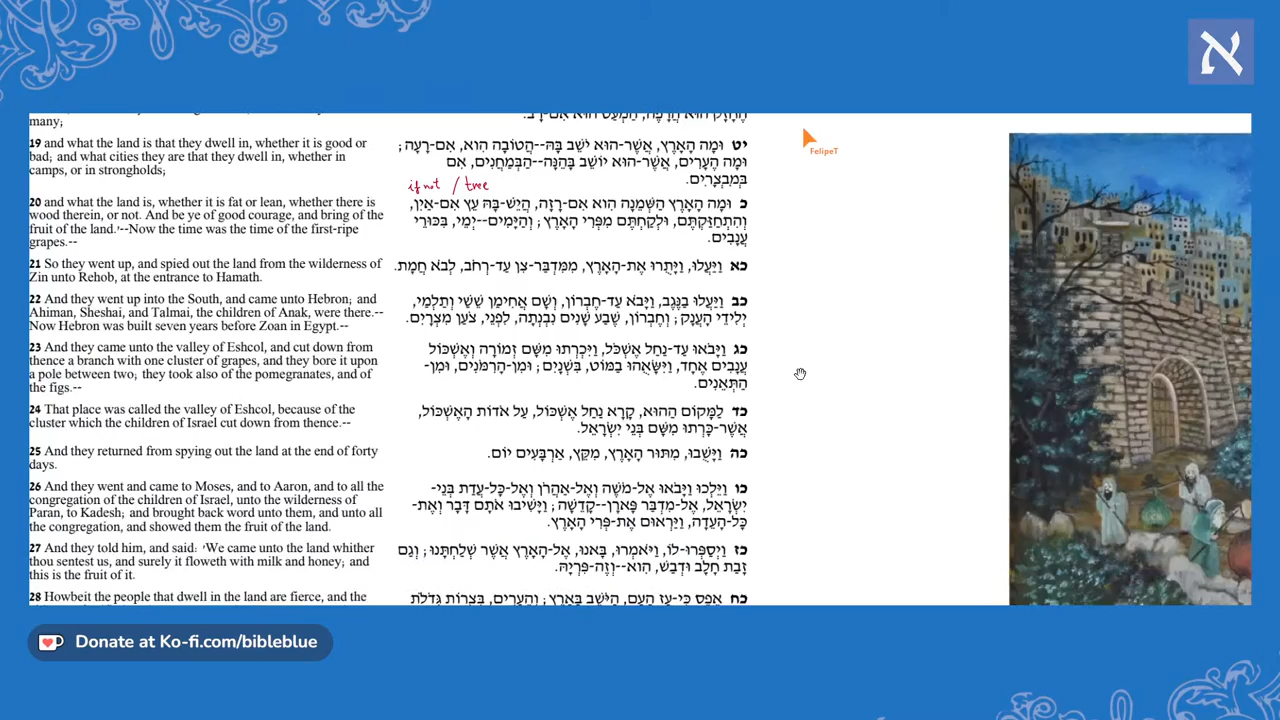 א
many;
הֶחָזָק הוּא הֲרָפֶה, הַמְעַט הוּא אִם-רָב.
FelipeT
19 and what the land is that they dwell in, whether it is good or
bad; and what cities they are that they dwell in, whether in
camps, or in strongholds;
יט וּמָה הָאָרֶץ, אֲשֶׁר-הוּא יֹשֵׁב בָּהּ--הֲטוֹבָה הִוא, אִם-רָעָה;
וּמָה הֶעָרִים, אֲשֶׁר-הוּא יוֹשֵׁב בָּהֵנָּה--הַבְּמַחֲנִים, אִם
בְּמִבְצָרִים.
if not / tree
20 and what the land is, whether it is fat or lean, whether there is
wood therein, or not. And be ye of good courage, and bring of the
fruit of the land.'--Now the time was the time of the first-ripe
grapes.--
כ וּמָה הָאָרֶץ הַשְּׁמֵנָה הִוא אִם-רָזָה, הֲיֵשׁ-בָּהּ עֵץ אִם-אַיִן,
וְהִתְחַזַּקְתֶּם, וּלְקַחְתֶּם מִפְּרִי הָאָרֶץ; וְהַיָּמִים--יְמֵי, בִּכּוּרֵי
עֲנָבִים.
21 So they went up, and spied out the land from the wilderness of
Zin unto Rehob, at the entrance to Hamath.
כא וַיַּעֲלוּ, וַיָּתֻרוּ אֶת-הָאָרֶץ, מִמִּדְבַּר-צִן עַד-רְחֹב, לְבֹא חֲמָת.
22 And they went up into the South, and came unto Hebron; and
Ahiman, Sheshai, and Talmai, the children of Anak, were there.--
Now Hebron was built seven years before Zoan in Egypt.--
כב וַיַּעֲלוּ בַנֶּגֶב, וַיָּבֹא עַד-חֶבְרוֹן, וְשָׁם אֲחִימַן שֵׁשַׁי וְתַלְמַי,
יְלִידֵי הָעֲנָק; וְחֶבְרוֹן, שֶׁבַע שָׁנִים נִבְנְתָה, לִפְנֵי, צֹעַן מִצְרָיִם.
23 And they came unto the valley of Eshcol, and cut down from
thence a branch with one cluster of grapes, and they bore it upon
a pole between two; they took also of the pomegranates, and of
the figs.--
כג וַיָּבֹאוּ עַד-נַחַל אֶשְׁכֹּל, וַיִּכְרְתוּ מִשָּׁם זְמוֹרָה וְאֶשְׁכּוֹל
עֲנָבִים אֶחָד, וַיִּשָּׂאֻהוּ בַמּוֹט, בִּשְׁנָיִם; וּמִן-הָרִמֹּנִים, וּמִן-
הַתְּאֵנִים.
24 That place was called the valley of Eshcol, because of the
cluster which the children of Israel cut down from thence.--
כד לַמָּקוֹם הַהוּא, קָרָא נַחַל אֶשְׁכּוֹל, עַל אֹדוֹת הָאֶשְׁכּוֹל,
אֲשֶׁר-כָּרְתוּ מִשָּׁם בְּנֵי יִשְׂרָאֵל.
25 And they returned from spying out the land at the end of forty
days.
כה וַיָּשֻׁבוּ, מִתּוּר הָאָרֶץ, מִקֵּץ, אַרְבָּעִים יוֹם.
26 And they went and came to Moses, and to Aaron, and to all the
congregation of the children of Israel, unto the wilderness of
Paran, to Kadesh; and brought back word unto them, and unto all
the congregation, and showed them the fruit of the land.
כו וַיֵּלְכוּ וַיָּבֹאוּ אֶל-מֹשֶׁה וְאֶל-אַהֲרֹן וְאֶל-כָּל-עֲדַת בְּנֵי-
יִשְׂרָאֵל, אֶל-מִדְבַּר פָּארָן--קָדֵשָׁה; וַיָּשִׁיבוּ אֹתָם דָּבָר וְאֶת-
כָּל-הָעֵדָה, וַיַּרְאוּם אֶת-פְּרִי הָאָרֶץ.
27 And they told him, and said: 'We came unto the land whither
thou sentest us, and surely it floweth with milk and honey; and
this is the fruit of it.
כז וַיְסַפְּרוּ-לוֹ, וַיֹּאמְרוּ, בָּאנוּ, אֶל-הָאָרֶץ אֲשֶׁר שְׁלַחְתָּנוּ; וְגַם
זָבַת חָלָב וּדְבַשׁ, הִוא--וְזֶה-פִּרְיָהּ.
28 Howbeit the people that dwell in the land are fierce, and the
כח אֶפֶס כִּי-עַז הָעָם, הַיֹּשֵׁב בָּאָרֶץ; וְהֶעָרִים, בְּצֻרוֹת גְּדֹלֹת
Donate at Ko-fi.com/bibleblue